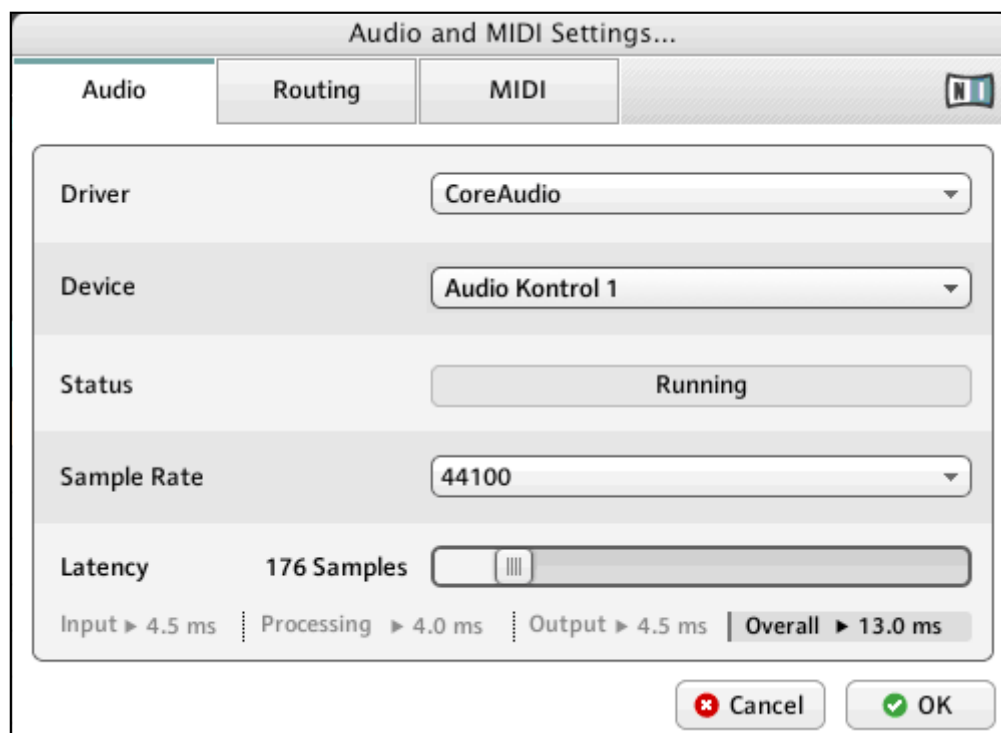 Audio and MIDI Settings...
Audio Routing MIDI NI
Driver CoreAudio
Device Audio Kontrol 1
Status Running
Sample Rate 44100
Latency 176 Samples
Input ▸ 4.5 ms Processing ▸ 4.0 ms Output ▸ 4.5 ms Overall ▸ 13.0 ms
Cancel OK